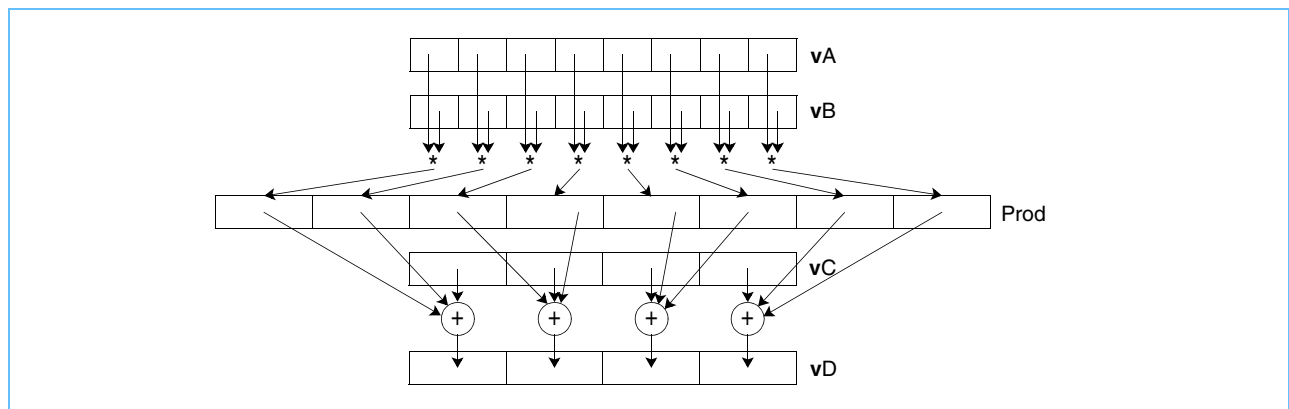 vA
vB
* * * * * * * *
Prod
vC
+ + + +
vD